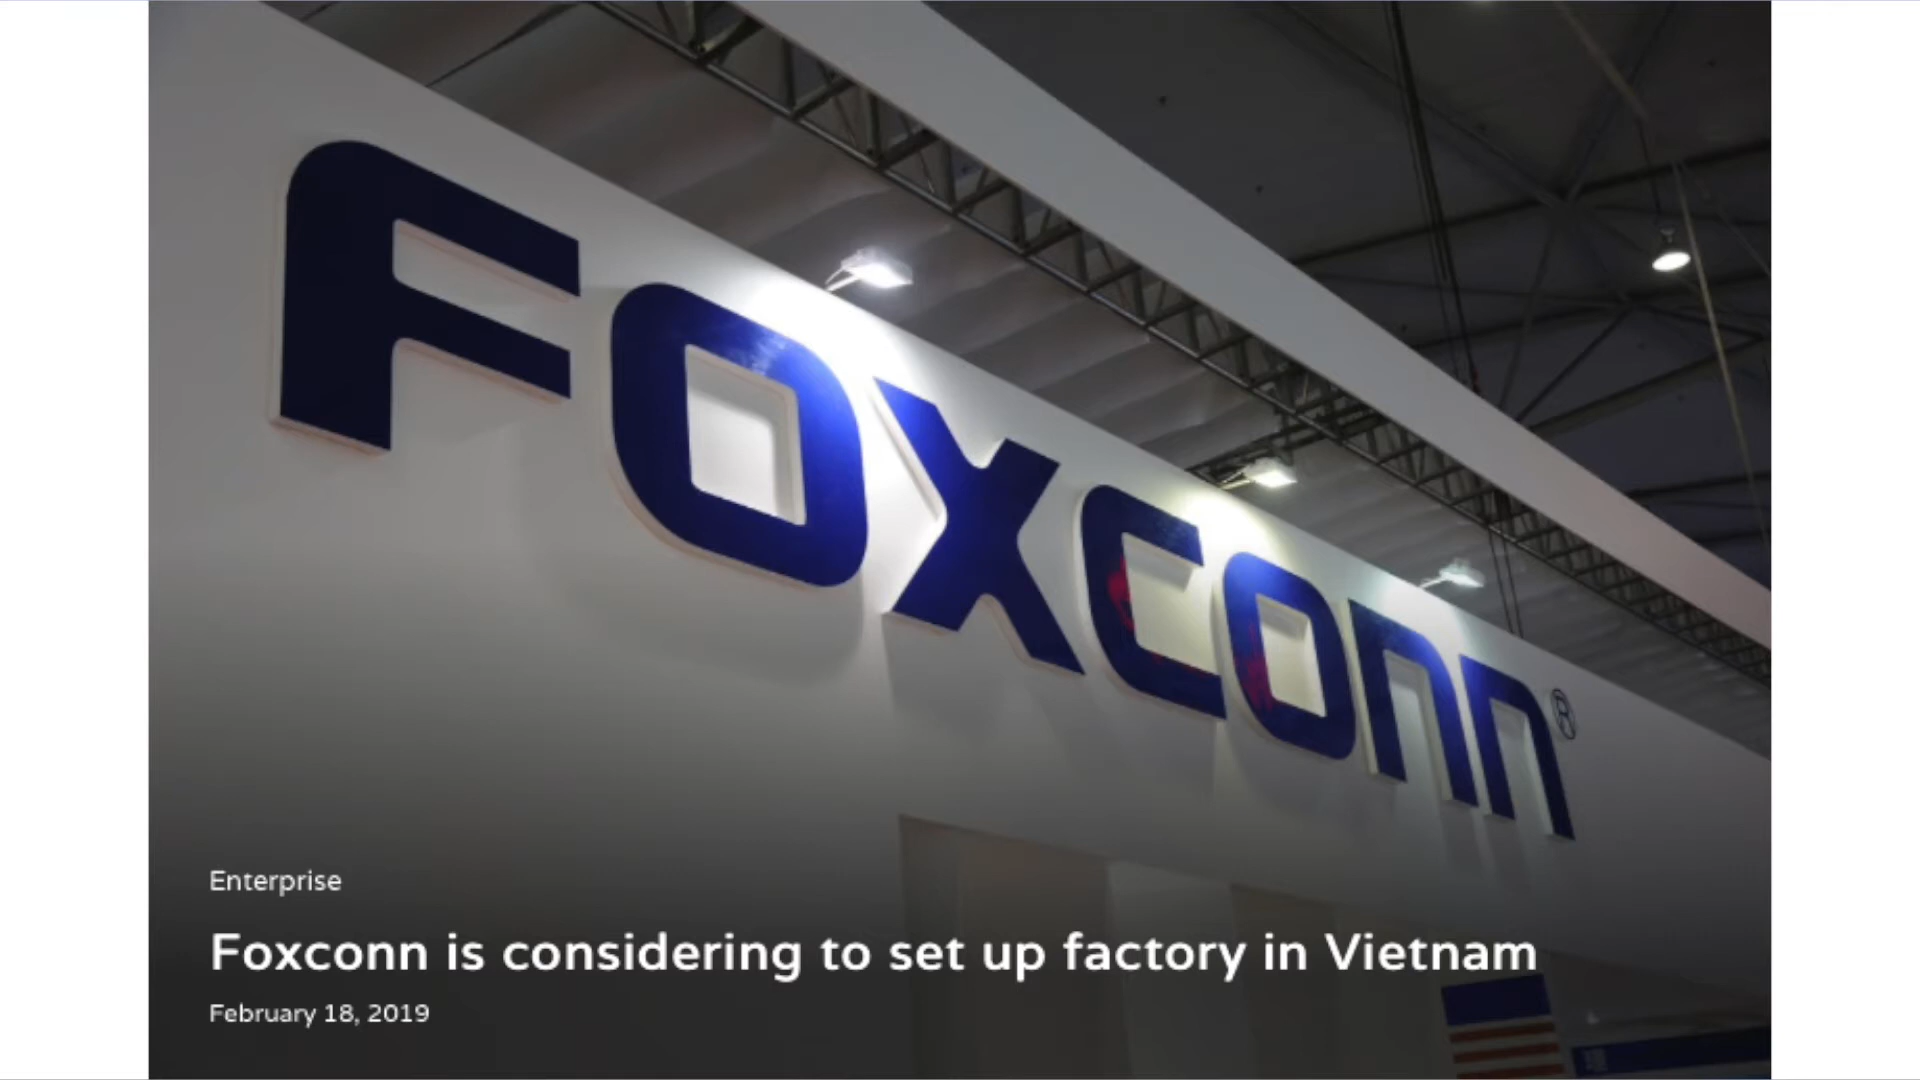 Foxconn®
Enterprise
Foxconn is considering to set up factory in Vietnam
February 18, 2019